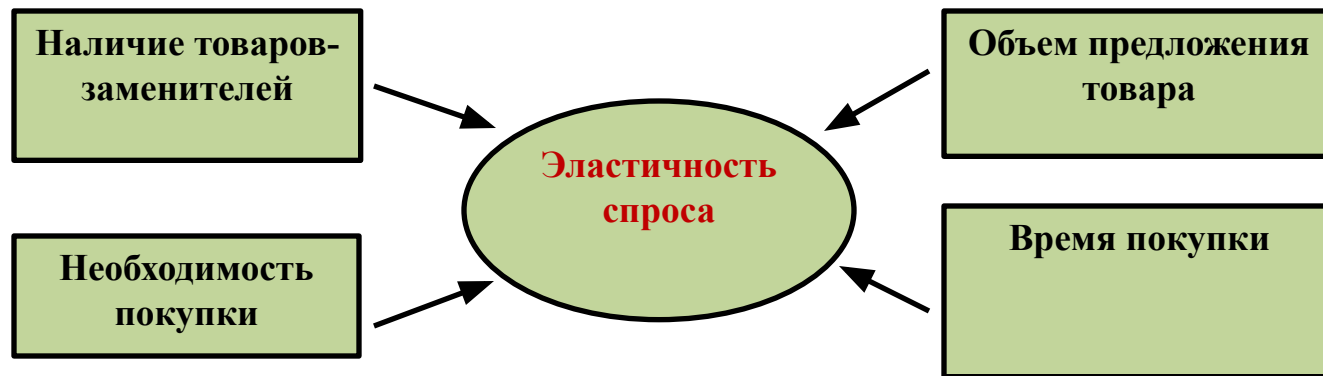 Наличие товаров-
заменителей
Объем предложения
товара
Эластичность
спроса
Необходимость
покупки
Время покупки